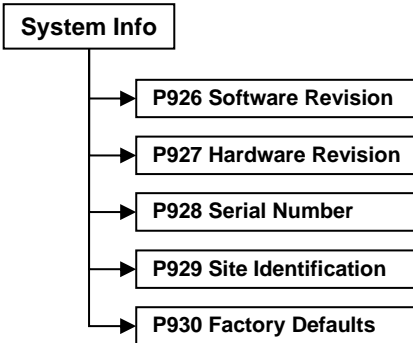 System Info
P926 Software Revision
P927 Hardware Revision
P928 Serial Number
P929 Site Identification
P930 Factory Defaults